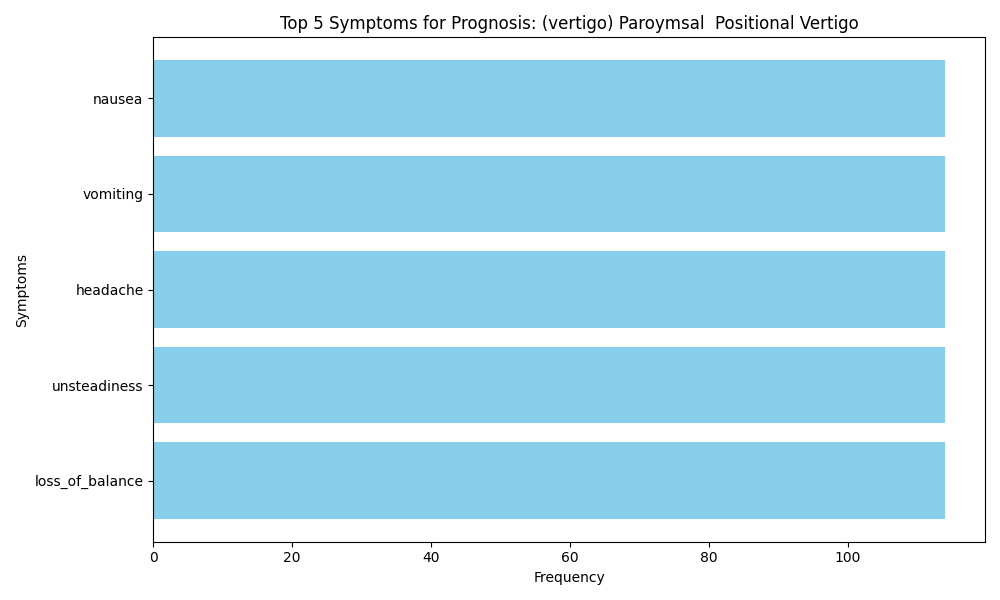 Top 5 Symptoms for Prognosis: (vertigo) Paroymsal  Positional Vertigo
Symptoms
nausea
vomiting
headache
unsteadiness
loss_of_balance
0 20 40 60 80 100
Frequency